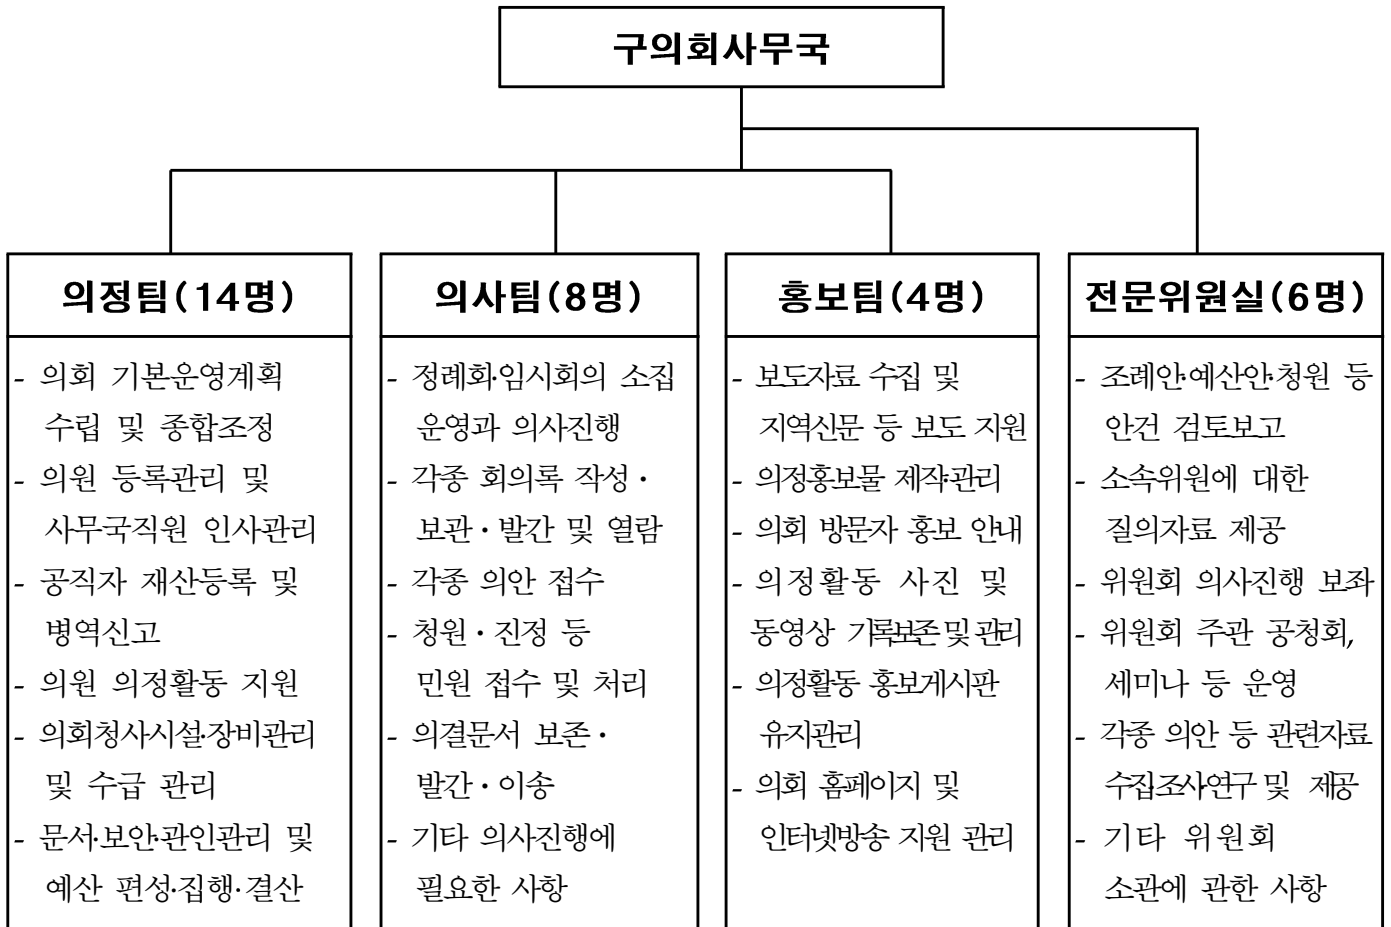 구의회사무국
의정팀(14명)
- 의회 기본운영계획
수립 및 종합조정
- 의원 등록관리 및
사무국직원 인사관리
- 공직자 재산등록 및
병역신고
- 의원 의정활동 지원
- 의회청사시설·장비관리
및 수급 관리
- 문서·보안·관인관리 및
예산 편성·집행·결산
의사팀(8명)
- 정례회·임시회의 소집
운영과 의사진행
- 각종 회의록 작성·
보관·발간 및 열람
- 각종 의안 접수
- 청원·진정 등
민원 접수 및 처리
- 의결문서 보존·
발간·이송
- 기타 의사진행에
필요한 사항
홍보팀(4명)
- 보도자료 수집 및
지역신문 등 보도 지원
- 의정홍보물 제작·관리
- 의회 방문자 홍보 안내
- 의정활동 사진 및
동영상 기록보존 및 관리
- 의정활동 홍보게시판
유지관리
- 의회 홈페이지 및
인터넷방송 지원 관리
전문위원실(6명)
- 조례안·예산안·청원 등
안건 검토보고
- 소속위원에 대한
질의자료 제공
- 위원회 의사진행 보좌
- 위원회 주관 공청회,
세미나 등 운영
- 각종 의안 등 관련자료
수집·조사·연구 및 제공
- 기타 위원회
소관에 관한 사항